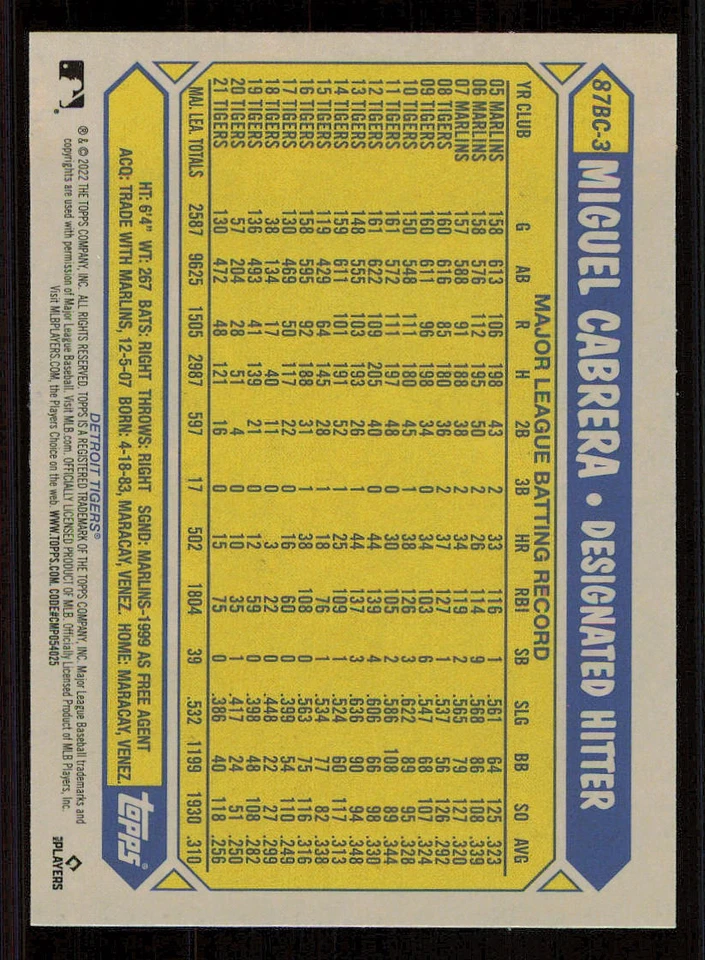 87BC-3 MIGUEL CABRERA • DESIGNATED HITTER
MAJOR LEAGUE BATTING RECORD
YR CLUB G AB R H 2B 3B HR RBI SB SLG BB SO AVG
05 MARLINS 158 613 106 198 43 2 33 116 1 .561 64 125 .323
06 MARLINS 158 576 112 195 50 2 26 114 9 .568 86 108 .339
07 MARLINS 157 588 91 188 38 2 34 119 2 .565 79 127 .320
08 TIGERS 160 616 85 180 36 2 37 127 1 .537 56 126 .292
09 TIGERS 160 611 96 198 34 0 34 103 6 .547 68 107 .324
10 TIGERS 150 548 111 180 45 1 38 126 3 .622 89 95 .328
11 TIGERS 161 572 111 197 48 0 30 105 2 .586 108 89 .344
12 TIGERS 161 622 109 205 40 0 44 139 4 .606 66 98 .330
13 TIGERS 148 555 103 193 26 1 44 137 3 .636 90 94 .348
14 TIGERS 159 611 101 191 52 1 25 109 1 .524 60 117 .313
15 TIGERS 119 429 64 145 28 1 18 76 1 .534 77 82 .338
16 TIGERS 158 595 92 188 31 1 38 108 0 .563 75 116 .316
17 TIGERS 130 469 50 117 22 0 16 60 0 .399 54 110 .249
18 TIGERS 38 134 17 40 11 0 3 22 0 .448 22 27 .299
19 TIGERS 136 493 41 139 21 0 12 59 0 .398 48 108 .282
20 TIGERS 57 204 28 51 4 0 10 35 1 .417 24 51 .250
21 TIGERS 130 472 48 121 16 0 15 75 0 .386 40 118 .256
MAJ. LEA. TOTALS 2587 9625 1505 2987 597 17 502 1804 39 .532 1199 1930 .310
HT: 6'4" WT: 267 BATS: RIGHT THROWS: RIGHT SGND: MARLINS-1999 AS FREE AGENT
ACQ: TRADE WITH MARLINS, 12-5-07 BORN: 4-18-83, MARACAY, VENEZ. HOME: MARACAY, VENEZ.
topps®
DETROIT TIGERS®
® & © 2022 THE TOPPS COMPANY, INC. ALL RIGHTS RESERVED. TOPPS IS A REGISTERED TRADEMARK OF THE TOPPS COMPANY, INC. Major League Baseball trademarks and
copyrights are used with permission of Major League Baseball. Visit MLB.com. OFFICIALLY LICENSED PRODUCT OF MLB. Officially Licensed Product of MLB Players, Inc.
Visit MLBPLAYERS.COM, the Players Choice on the web. WWW.TOPPS.COM. CODE#CMP054025
PLAYERS